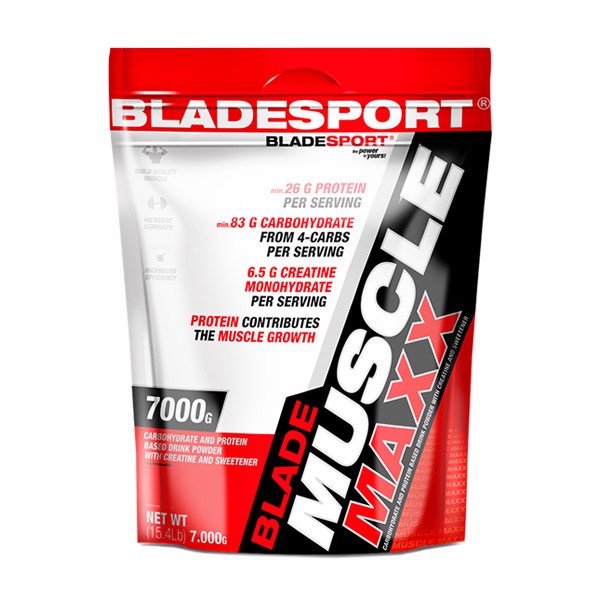 BLADESPORT®
BLADESPORT®
the power
is yours!
BUILD QUALITY
MUSCLE
INCREASE
STRENGTH
MAXIMIZED
EFFICIENCY
min.26 G PROTEIN
PER SERVING
min.83 G CARBOHYDRATE
FROM 4-CARBS
PER SERVING
6.5 G CREATINE
MONOHYDRATE
PER SERVING
PROTEIN CONTRIBUTES
THE MUSCLE GROWTH
BLADE
MUSCLE
MAXX
CARBOHYDRATE AND PROTEIN BASED DRINK POWDER WITH CREATINE AND SWEETENER
7000G
CARBOHYDRATE AND PROTEIN
BASED DRINK POWDER
WITH CREATINE AND SWEETENER
NET WT
(15.4Lb) 7.000G
MUSCLE MAXX